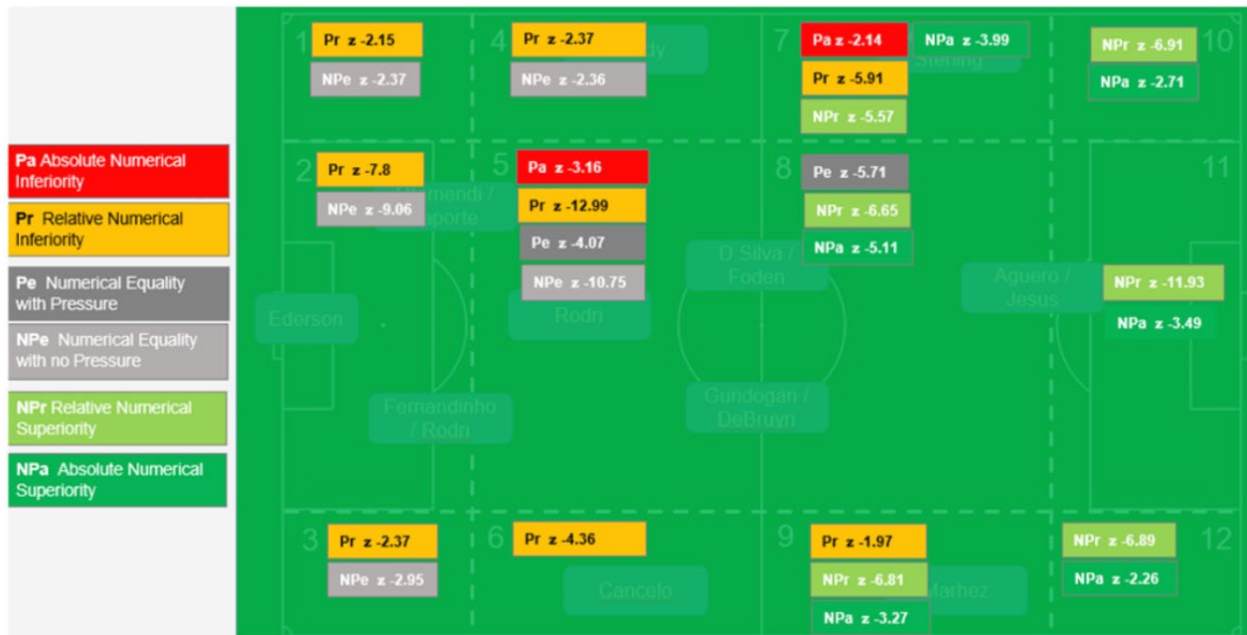 Pa Absolute Numerical
Inferiority
Pr Relative Numerical
Inferiority
Pe Numerical Equality
with Pressure
NPe Numerical Equality
with no Pressure
NPr Relative Numerical
Superiority
NPa Absolute Numerical
Superiority
1
Pr z -2.15
NPe z -2.37
4
Pr z -2.37
NPe z -2.36
dy
7
Pa z -2.14
NPa z -3.99
Sterling
Pr z -5.91
NPr z -5.57
10
NPr z -6.91
NPa z -2.71
2
Pr z -7.8
NPe z -9.06
mendi /
aporte
5
Pa z -3.16
Pr z -12.99
Pe z -4.07
NPe z -10.75
Rodri
8
Pe z -5.71
NPr z -6.65
NPa z -5.11
11
D.Silva /
Foden
Aguero /
Jesus
NPr z -11.93
NPa z -3.49
Ederson
Fernandinho
/ Rodri
Gundogan /
DeBruyn
3
Pr z -2.37
NPe z -2.95
6
Pr z -4.36
Cancelo
9
Pr z -1.97
NPr z -6.81
NPa z -3.27
Marhez
12
NPr z -6.89
NPa z -2.26